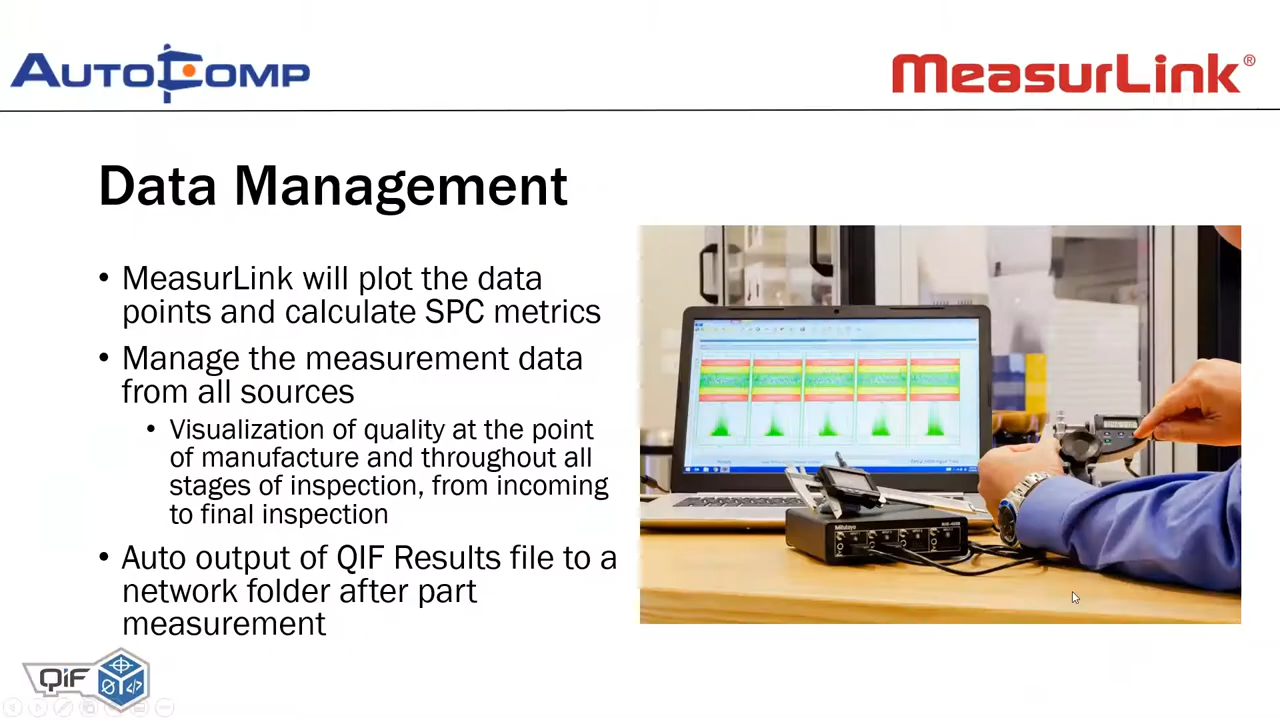 AUTOCOMP
MeasurLink®
Data Management
• MeasurLink will plot the data
points and calculate SPC metrics
• Manage the measurement data
from all sources
• Visualization of quality at the point
of manufacture and throughout all
stages of inspection, from incoming
to final inspection
• Auto output of QIF Results file to a
network folder after part
measurement
Mitutoyo
QiF